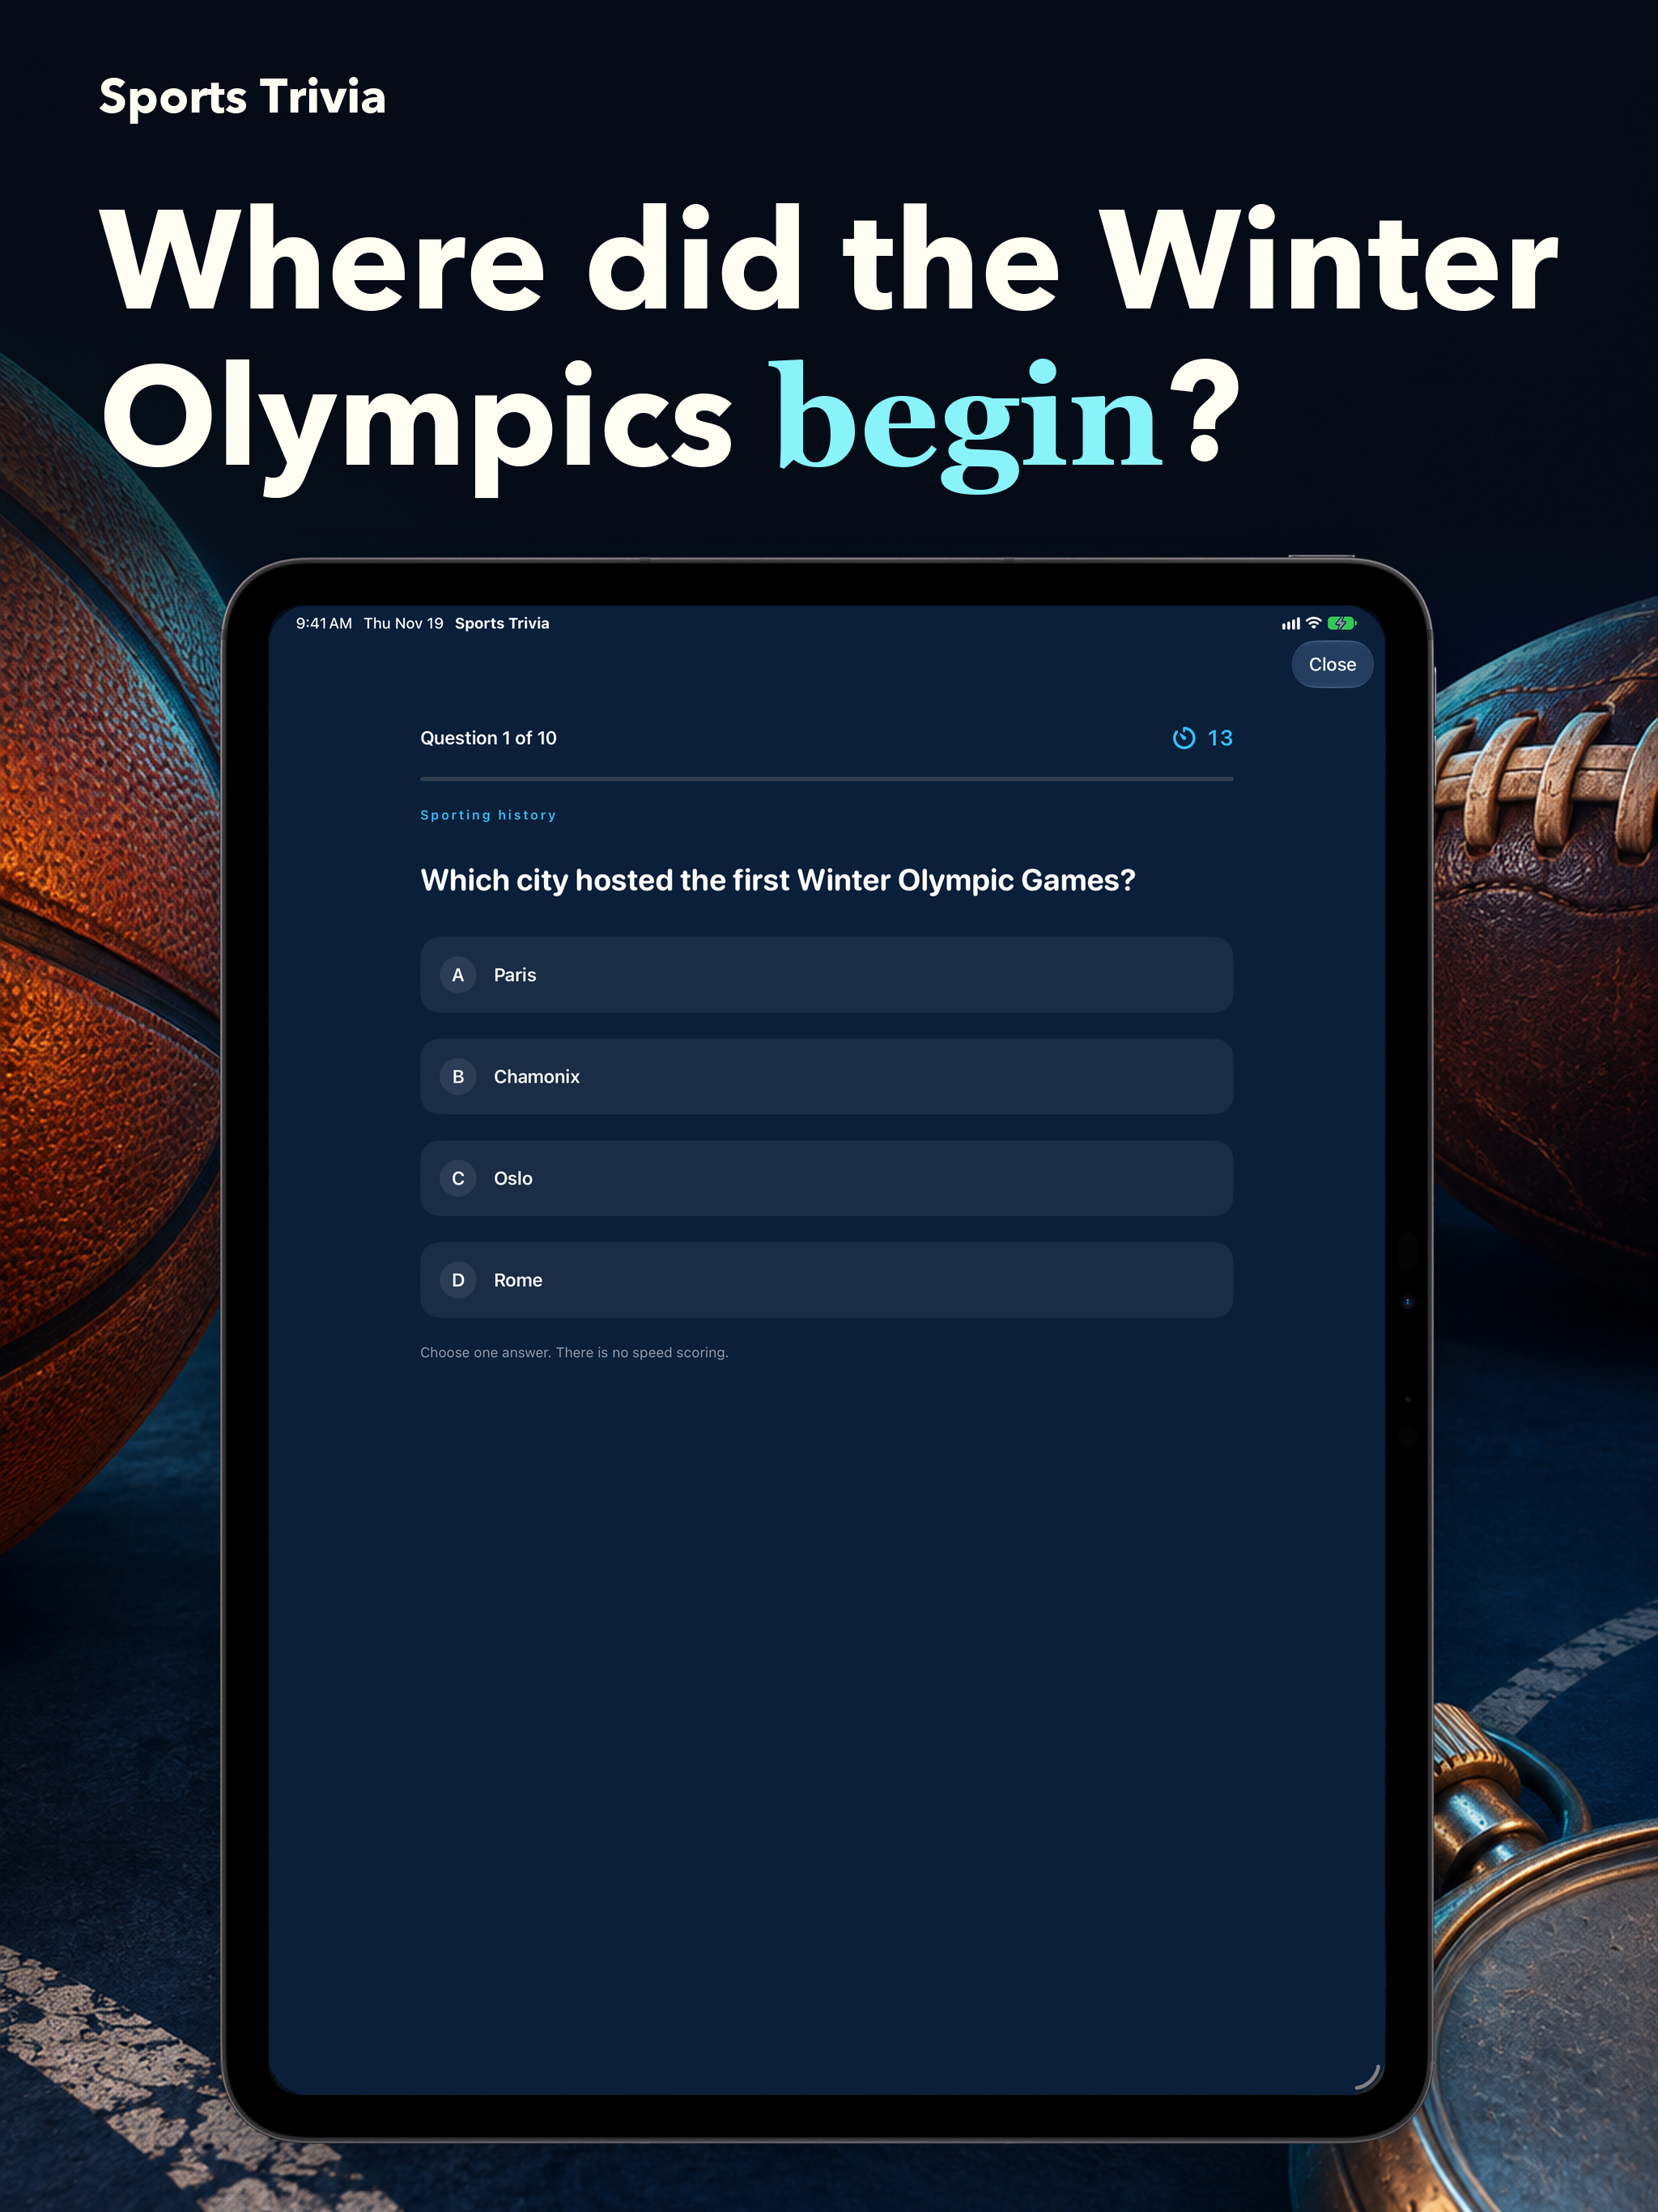 Sports Trivia
Where did the Winter
Olympics begin?
9:41 AM Thu Nov 19 Sports Trivia
Close
Question 1 of 10
13
Sporting history
Which city hosted the first Winter Olympic Games?
A Paris
B Chamonix
C Oslo
D Rome
Choose one answer. There is no speed scoring.